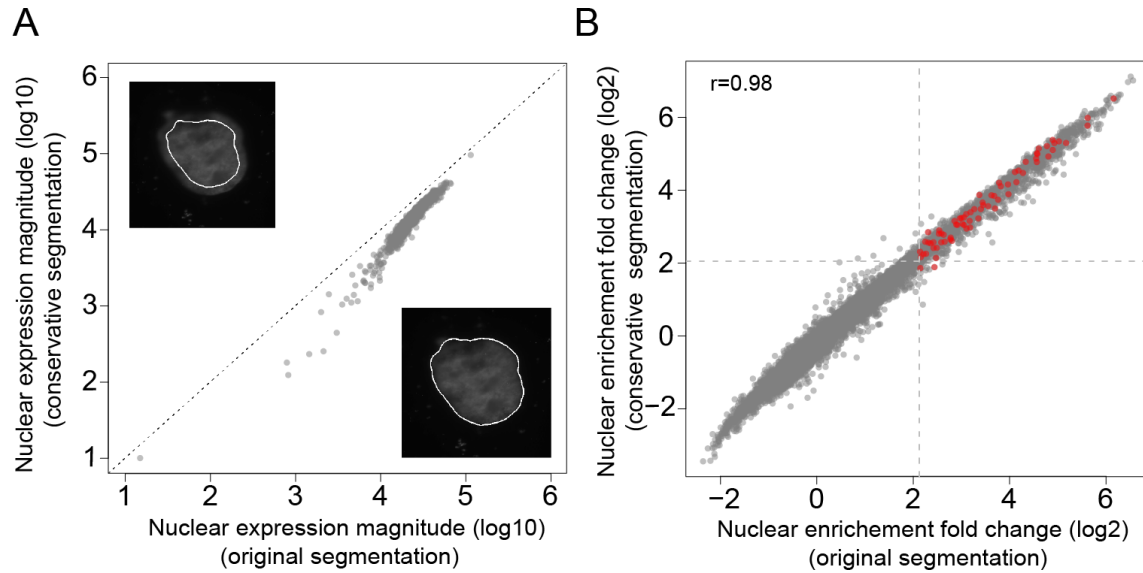 A
Nuclear expression magnitude (log10)
(conservative segmentation)
6
5
4
3
2
1
1 2 3 4 5 6
Nuclear expression magnitude (log10)
(original segmentation)
B
Nuclear enrichment fold change (log2)
(conservative segmentation)
r=0.98
6
4
2
0
−2
−2 0 2 4 6
Nuclear enrichment fold change (log2)
(original segmentation)